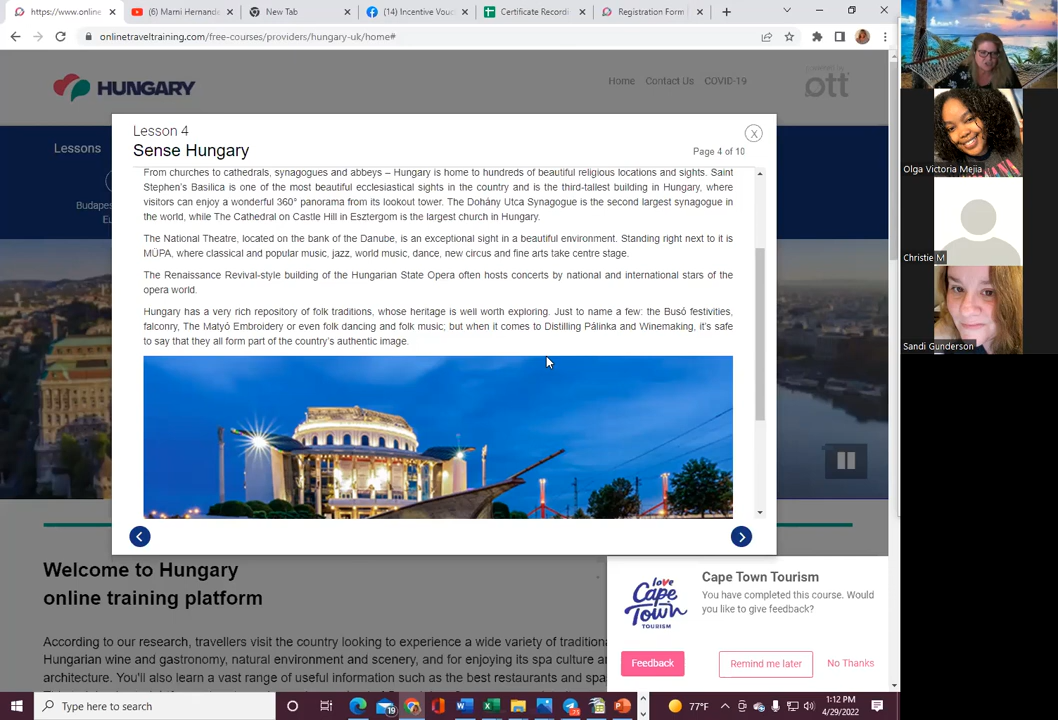 https://www.online
(6) Marni Hernande
New Tab
(14) Incentive Vouc
Certificate Recordi
Registration Form
onlinetraveltraining.com/free-courses/providers/hungary-uk/home#
HUNGARY
Home
Contact Us
COVID-19
powered by
ott
Lessons
Lesson 4
Sense Hungary
X
Page 4 of 10
From churches to cathedrals, synagogues and abbeys – Hungary is home to hundreds of beautiful religious locations and sights. Saint
Stephen's Basilica is one of the most beautiful ecclesiastical sights in the country and is the third-tallest building in Hungary, where
visitors can enjoy a wonderful 360° panorama from its lookout tower. The Dohány Utca Synagogue is the second largest synagogue in
the world, while The Cathedral on Castle Hill in Esztergom is the largest church in Hungary.
The National Theatre, located on the bank of the Danube, is an exceptional sight in a beautiful environment. Standing right next to it is
MÜPA, where classical and popular music, jazz, world music, dance, new circus and fine arts take centre stage.
The Renaissance Revival-style building of the Hungarian State Opera often hosts concerts by national and international stars of the
opera world.
Hungary has a very rich repository of folk traditions, whose heritage is well worth exploring. Just to name a few: the Busó festivities,
falconry, The Matyó Embroidery or even folk dancing and folk music; but when it comes to Distilling Pálinka and Winemaking, it's safe
to say that they all form part of the country's authentic image.
Budapes
Eu
Olga Victoria Mejia
Christie M
Sandi Gunderson
Welcome to Hungary
online training platform
According to our research, travellers visit the country looking to experience a wide variety of traditiona
Hungarian wine and gastronomy, natural environment and scenery, and for enjoying its spa culture a
architecture. You'll also learn a vast range of useful information such as the best restaurants and spa
love
Cape
Town
TOURISM
Cape Town Tourism
You have completed this course. Would
you like to give feedback?
Feedback
Remind me later
No Thanks
Type here to search
19
77°F
1:12 PM
4/29/2022